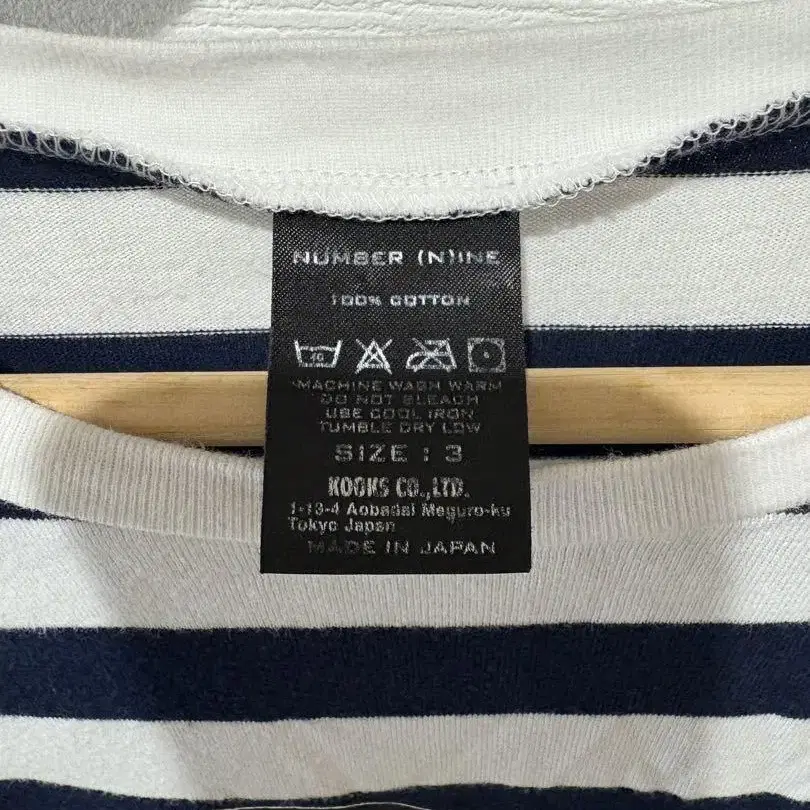 NUMBER (N)INE
100% COTTON
40
MACHINE WASH WARM
DO NOT BLEACH
USE COOL IRON
TUMBLE DRY LOW
SIZE : 3
KOOKS CO.,LTD.
1-13-4 Aobadai Meguro-ku
Tokyo Japan
MADE IN JAPAN